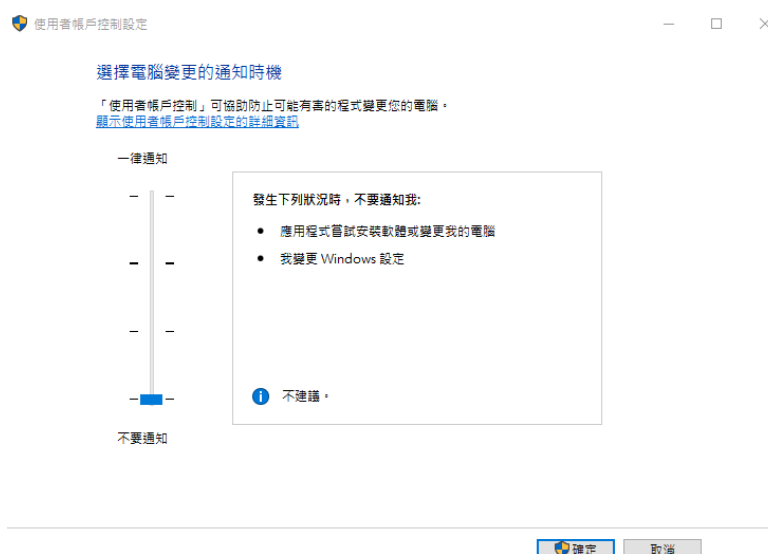 使用者帳戶控制設定
選擇電腦變更的通知時機
「使用者帳戶控制」可協助防止可能有害的程式變更您的電腦。
顯示使用者帳戶控制設定的詳細資訊
一律通知
發生下列狀況時，不要通知我:
• 應用程式嘗試安裝軟體或變更我的電腦
• 我變更 Windows 設定
不建議。
不要通知
確定
取消